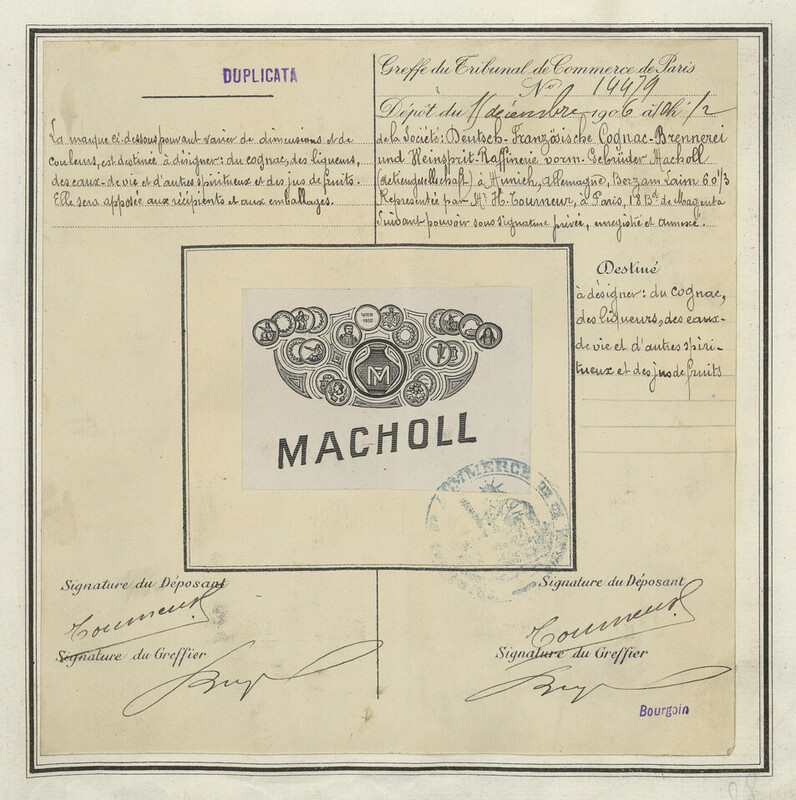 DUPLICATA
La marque ci-dessous pouvant varier de dimensions et de
couleurs, est destinée à désigner: du cognac, des liqueurs,
des eaux-de-vie et d'autres spiritueux et des jus de fruits.
Elle sera apposée aux récipients et aux emballages.
Greffe du Tribunal de Commerce de Paris
No 14479
Dépôt du 11 décembre 1906 à 10h 1/2
de la Société: Deutsch-Französische Cognac-Brennerei
und Weinsprit-Raffinerie vorm. Gebrüder Macholl
(Actiengesellschaft) à Munich, Allemagne, Berg am Laim 60 1/3
Representée par Mr. H. Tourneur, à Paris, 18 Bd. de Magenta
Suivant pouvoir sous signature privée, enregistré et annexé.
Destiné
à désigner: du cognac,
des liqueurs, des eaux-
de vie et d'autres spiri-
tueux et des jus de fruits
WIEN
M
MACHOLL
COMMERCE DE
Signature du Déposant
Tourneur
Signature du Greffier
Signature du Déposant
Tourneur
Signature du Greffier
Bourgoin